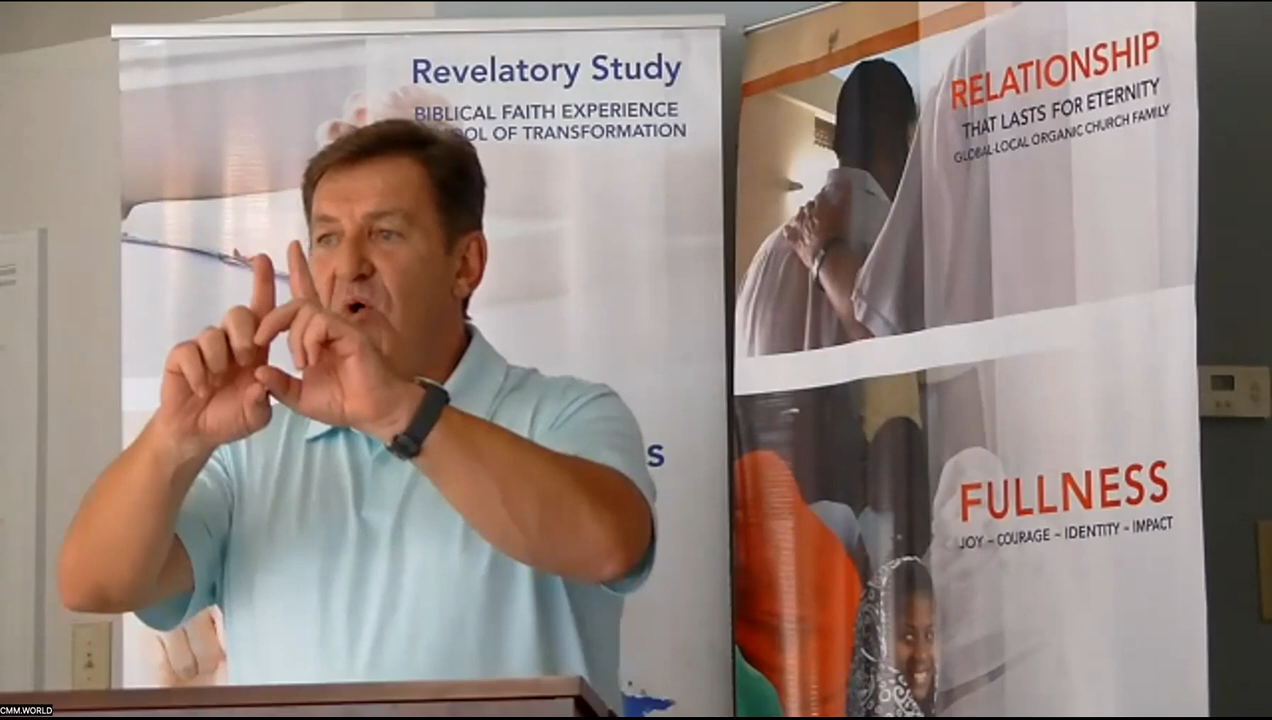 Revelatory Study
BIBLICAL FAITH EXPERIENCE
OOL OF TRANSFORMATION
S
RELATIONSHIP
THAT LASTS FOR ETERNITY
GLOBAL-LOCAL ORGANIC CHURCH FAMILY
FULLNESS
JOY ~ COURAGE ~ IDENTITY ~ IMPACT
CMM.WORLD